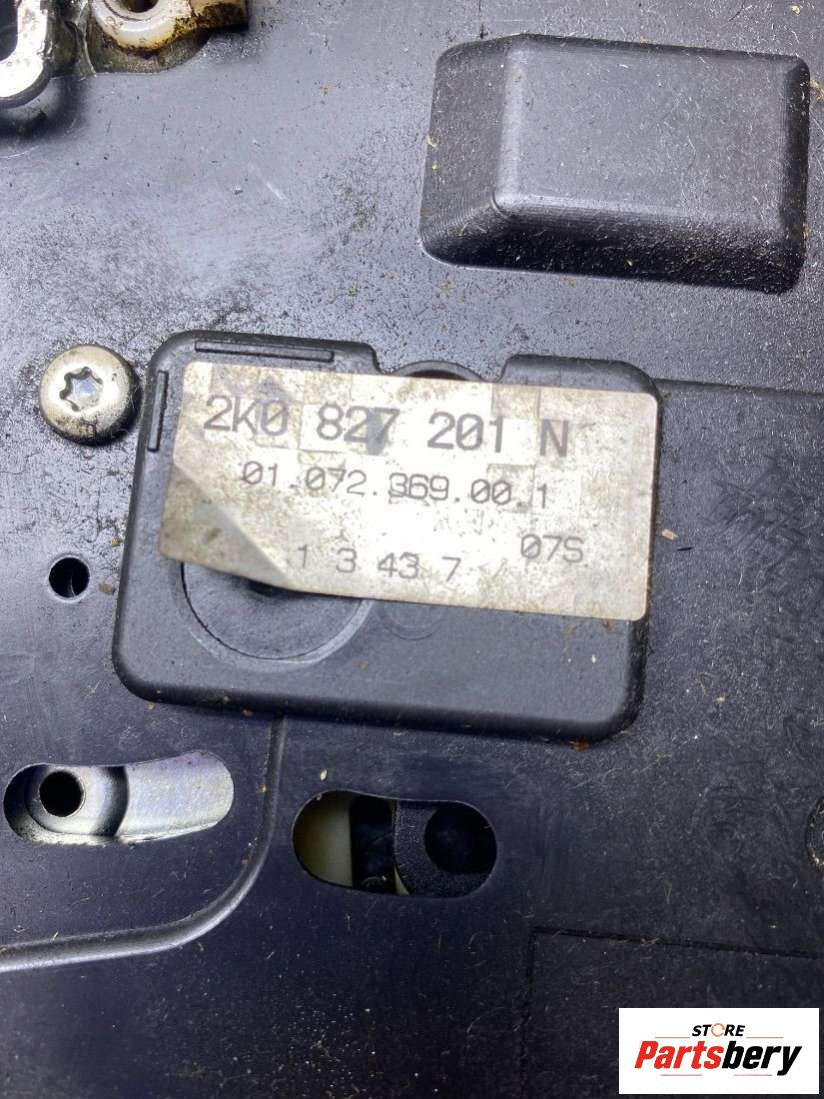 2K0 827 201 N
01.072.369.00.1
1 3 43 7 07S
STORE
Partsbery